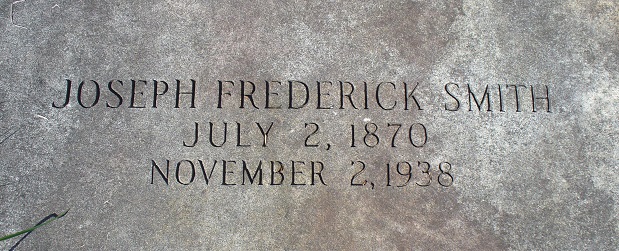 JOSEPH FREDERICK SMITH
JULY 2, 1870
NOVEMBER 2, 1938